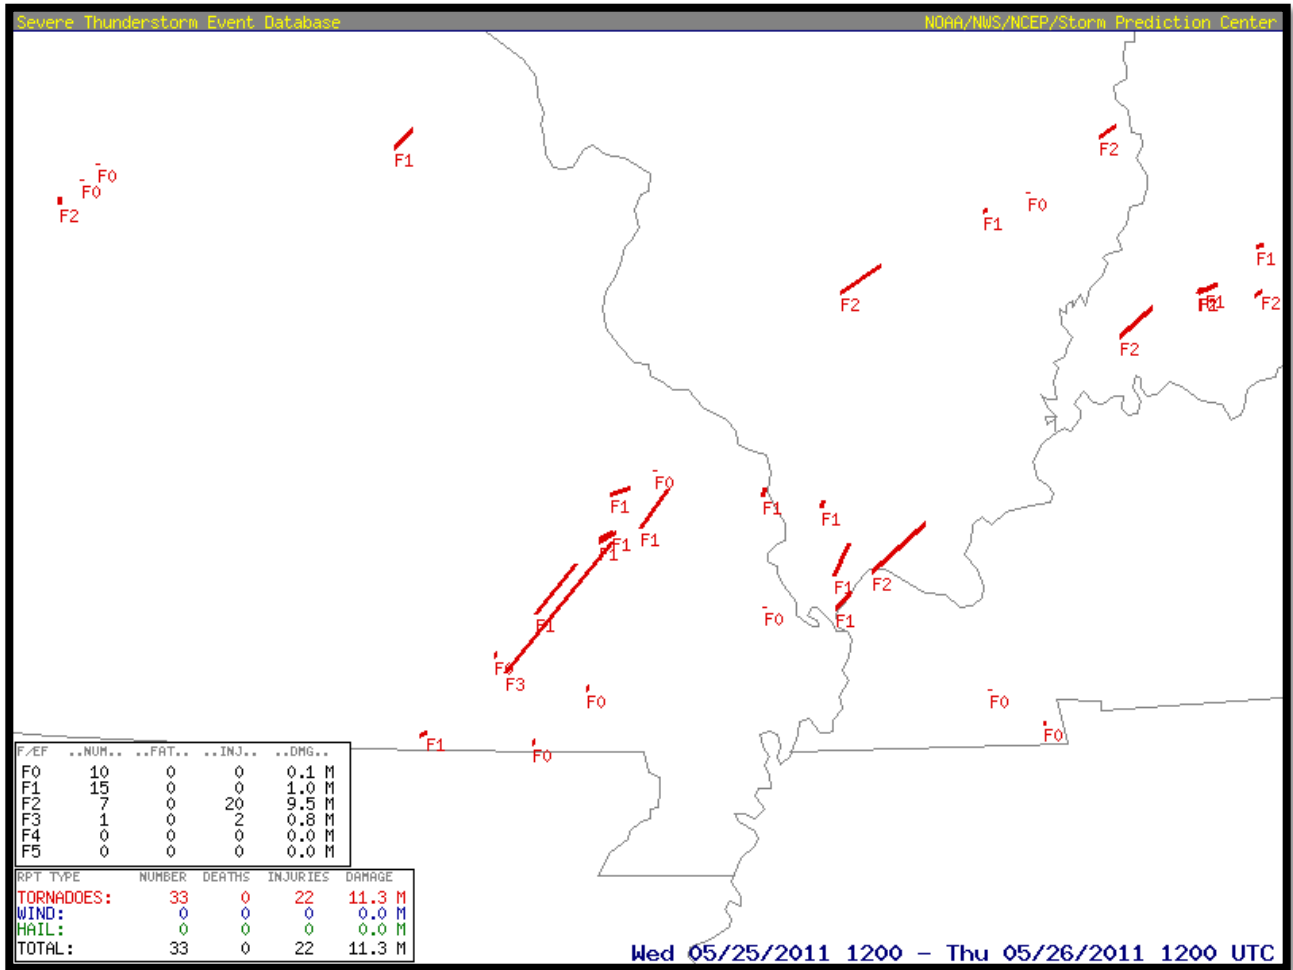 Severe Thunderstorm Event Database NOAA/NWS/NCEP/Storm Prediction Center
F1
F2
F0
F0
F2
F0
F1
F1
F2
F1
F2
F2
F0
F1
F1
F1
F1
F1
F1
F1
F2
F1
F0
F1
F3
F0
F0
F1
F0
F0
F/EF ..NUM.. ..FAT.. ..INJ.. ..DMG..
F0 10 0 0 0.1 M
F1 15 0 0 1.0 M
F2 7 0 20 9.5 M
F3 1 0 2 0.8 M
F4 0 0 0 0.0 M
F5 0 0 0 0.0 M
RPT TYPE NUMBER DEATHS INJURIES DAMAGE
TORNADOES: 33 0 22 11.3 M
WIND: 0 0 0 0.0 M
HAIL: 0 0 0 0.0 M
TOTAL: 33 0 22 11.3 M
Wed 05/25/2011 1200 – Thu 05/26/2011 1200 UTC